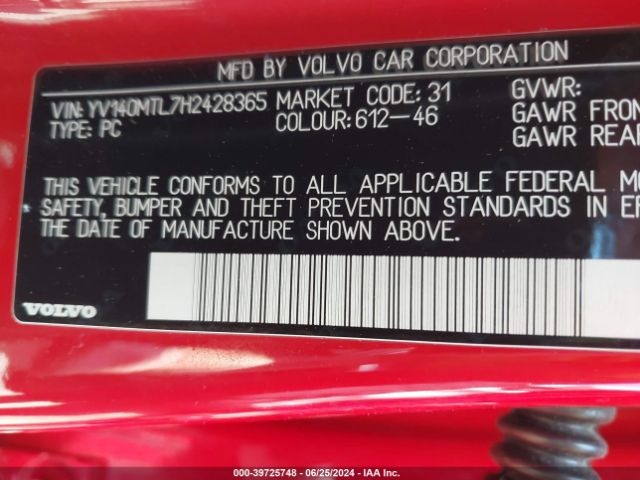 MFD BY VOLVO CAR CORPORATION
VIN: YV140MTL7H2428365 MARKET CODE: 31 GVWR:
TYPE: PC COLOUR: 612-46 GAWR FRON
GAWR REA
THIS VEHICLE CONFORMS TO ALL APPLICABLE FEDERAL MO
SAFETY, BUMPER AND THEFT PREVENTION STANDARDS IN EF
THE DATE OF MANUFACTURE SHOWN ABOVE.
VOLVO
000-39725748 - 06/25/2024 - IAA Inc.